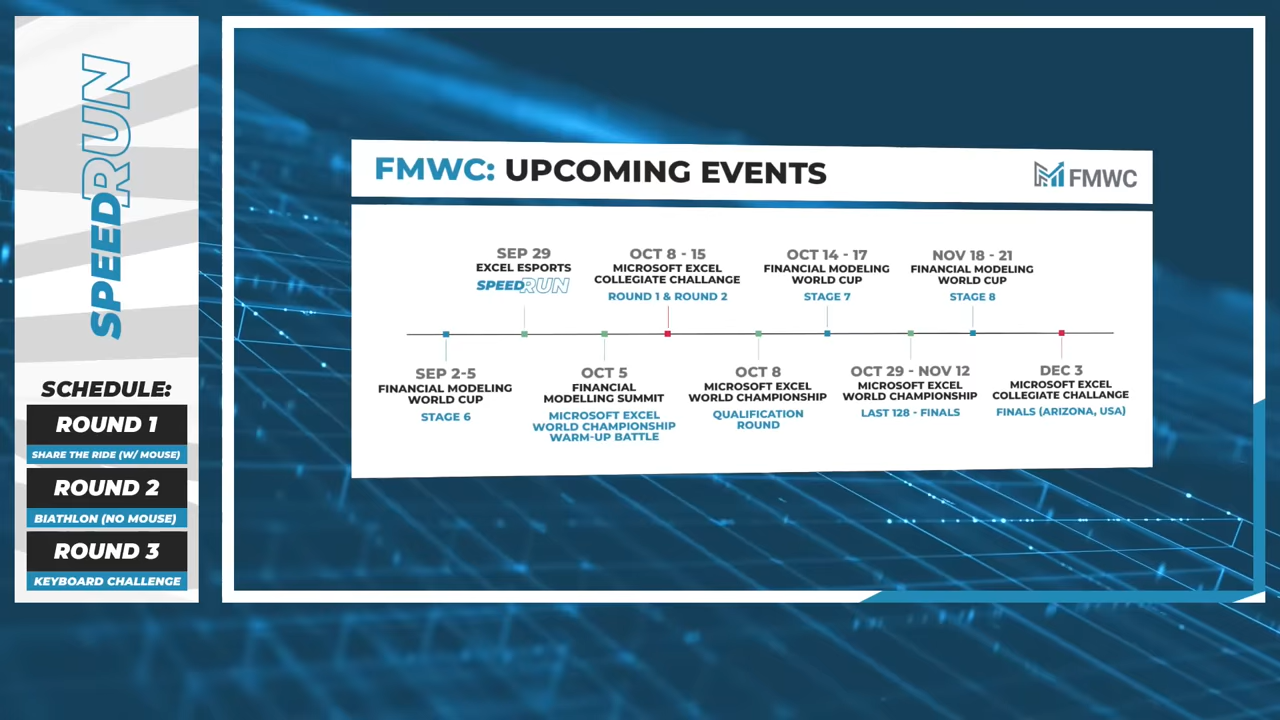 SPEEDRUN
SCHEDULE:
ROUND 1
SHARE THE RIDE (W/ MOUSE)
ROUND 2
BIATHLON (NO MOUSE)
ROUND 3
KEYBOARD CHALLENGE
FMWC: UPCOMING EVENTS
FMWC
SEP 29
EXCEL ESPORTS
SPEEDRUN
OCT 8 - 15
MICROSOFT EXCEL
COLLEGIATE CHALLANGE
ROUND 1 & ROUND 2
OCT 14 - 17
FINANCIAL MODELING
WORLD CUP
STAGE 7
NOV 18 - 21
FINANCIAL MODELING
WORLD CUP
STAGE 8
SEP 2-5
FINANCIAL MODELING
WORLD CUP
STAGE 6
OCT 5
FINANCIAL
MODELLING SUMMIT
MICROSOFT EXCEL
WORLD CHAMPIONSHIP
WARM-UP BATTLE
OCT 8
MICROSOFT EXCEL
WORLD CHAMPIONSHIP
QUALIFICATION
ROUND
OCT 29 - NOV 12
MICROSOFT EXCEL
WORLD CHAMPIONSHIP
LAST 128 - FINALS
DEC 3
MICROSOFT EXCEL
COLLEGIATE CHALLANGE
FINALS (ARIZONA, USA)